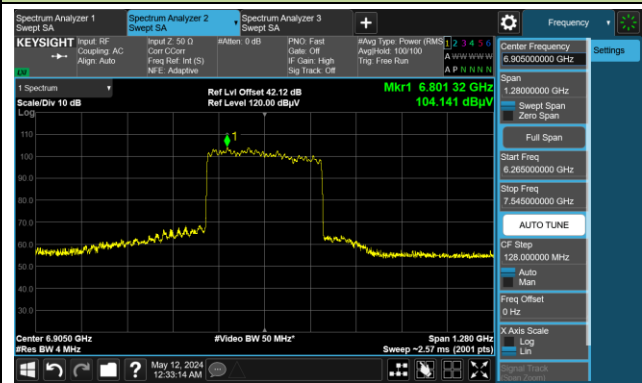 Spectrum Analyzer 1
Swept SA
Spectrum Analyzer 2
Swept SA
Spectrum Analyzer 3
Swept SA
+
Frequency
KEYSIGHT
Input: RF
Coupling: AC
Align: Auto
Input Z: 50 Ω
Corr CCorr
Freq Ref: Int (S)
NFE: Adaptive
#Atten: 0 dB
PNO: Fast
Gate: Off
IF Gain: High
Sig Track: Off
#Avg Type: Power (RMS)
Avg|Hold: 100/100
Trig: Free Run
1 2 3 4 5 6
A W W W W W
A P N N N N
1 Spectrum
Scale/Div 10 dB
Log
Ref Lvl Offset 42.12 dB
Ref Level 120.00 dBµV
Mkr1 6.801 32 GHz
104.141 dBµV
1
110
100
90.0
80.0
70.0
60.0
50.0
40.0
30.0
Center 6.9050 GHz
#Res BW 4 MHz
#Video BW 50 MHz*
Span 1.280 GHz
Sweep ~2.57 ms (2001 pts)
May 12, 2024
12:33:14 AM
Center Frequency
6.905000000 GHz
Settings
Span
1.28000000 GHz
Swept Span
Zero Span
Full Span
Start Freq
6.265000000 GHz
Stop Freq
7.545000000 GHz
AUTO TUNE
CF Step
128.000000 MHz
Auto
Man
Freq Offset
0 Hz
X Axis Scale
Log
Lin
Signal Track
(Span Zoom)